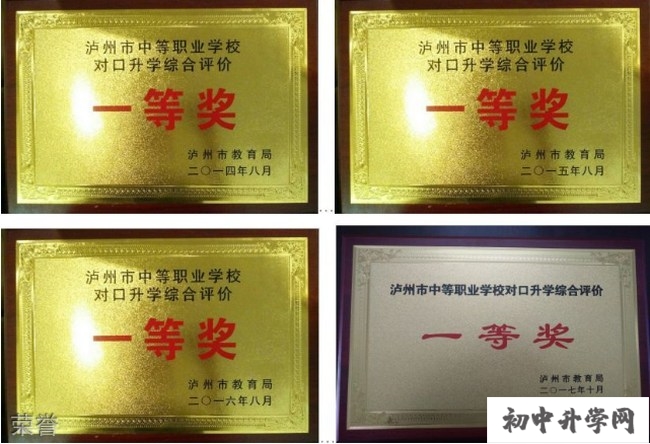 泸州市中等职业学校
对口升学综合评价
一等奖
泸州市教育局
二〇一四年八月
泸州市中等职业学校
对口升学综合评价
一等奖
泸州市教育局
二〇一五年八月
泸州市中等职业学校
对口升学综合评价
一等奖
泸州市教育局
二〇一六年八月
荣誉
泸州市中等职业学校对口升学综合评价
一等奖
泸州市教育局
二〇一七年十月
初中升学网